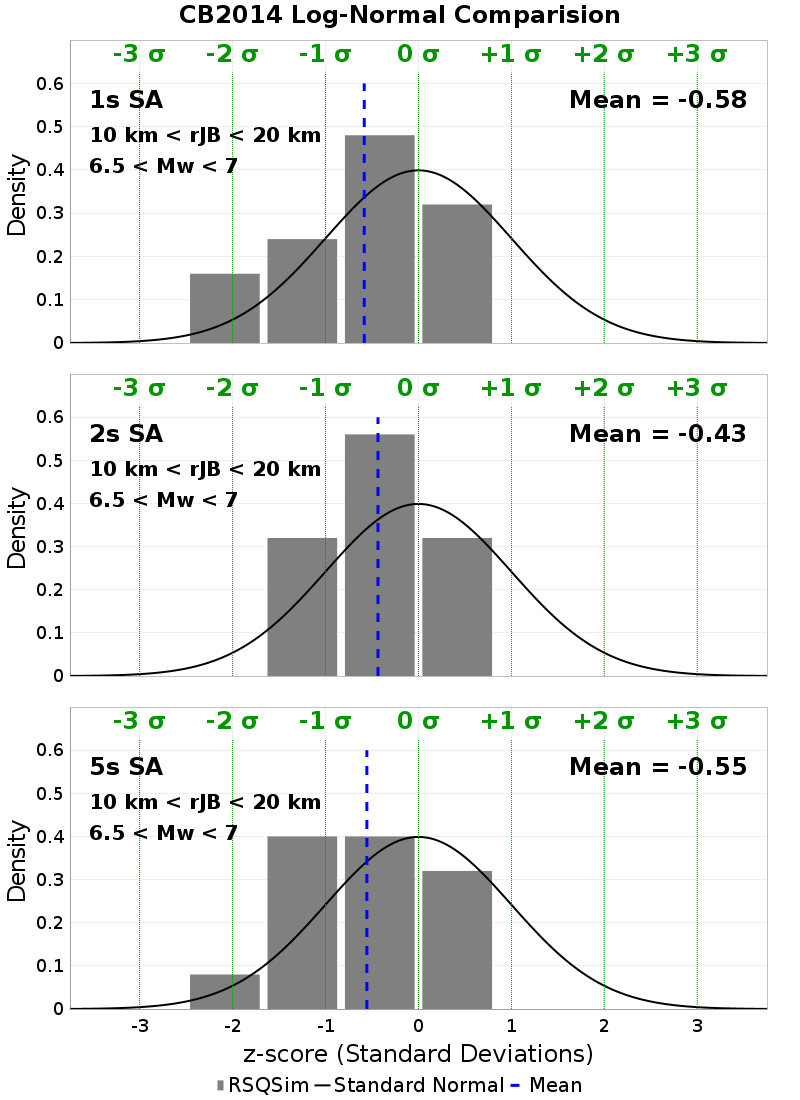 CB2014 Log-Normal Comparision
-3 σ -2 σ -1 σ 0 σ +1 σ +2 σ +3 σ
0.6
1s SA Mean = -0.58
0.5
10 km < rJB < 20 km
6.5 < Mw < 7
0.4
0.3
0.2
0.1
0
Density
-3 σ -2 σ -1 σ 0 σ +1 σ +2 σ +3 σ
0.6
2s SA Mean = -0.43
0.5
10 km < rJB < 20 km
6.5 < Mw < 7
0.4
0.3
0.2
0.1
0
Density
-3 σ -2 σ -1 σ 0 σ +1 σ +2 σ +3 σ
0.6
5s SA Mean = -0.55
0.5
10 km < rJB < 20 km
6.5 < Mw < 7
0.4
0.3
0.2
0.1
0
Density
-3 -2 -1 0 1 2 3
z-score (Standard Deviations)
RSQSim Standard Normal Mean